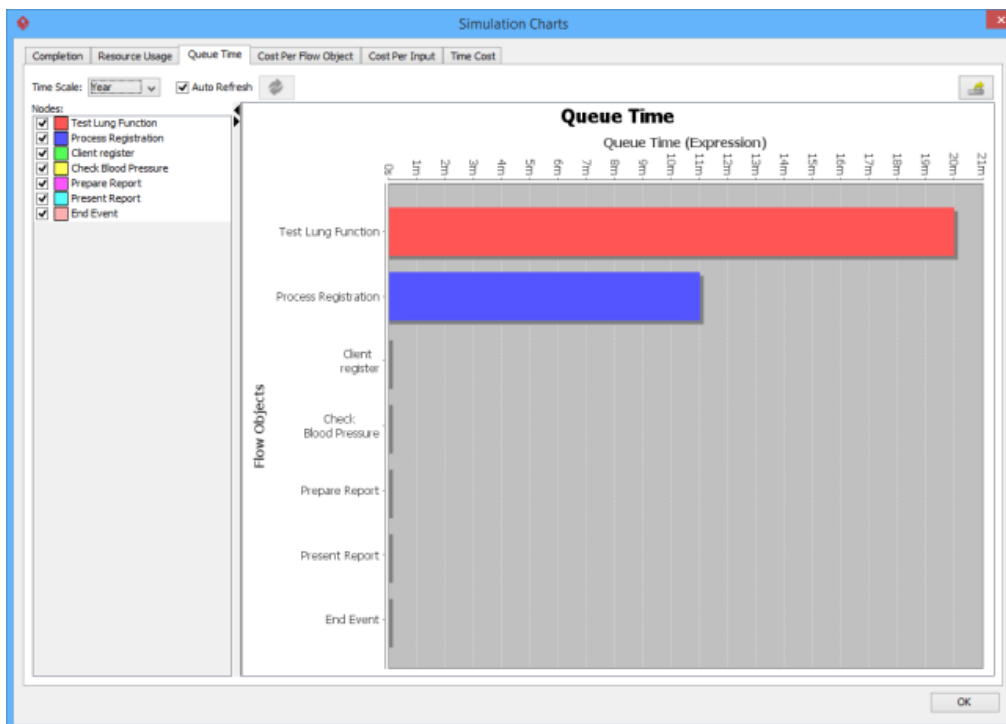 Simulation Charts
Completion
Resource Usage
Queue Time
Cost Per Flow Object
Cost Per Input
Time Cost
Time Scale:
Year
Auto Refresh
Nodes:
Test Lung Function
Process Registration
Client register
Check Blood Pressure
Prepare Report
Present Report
End Event
Queue Time
Queue Time (Expression)
0s
1m
2m
3m
4m
5m
6m
7m
8m
9m
10m
11m
12m
13m
14m
15m
16m
17m
18m
19m
20m
21m
Flow Objects
Test Lung Function
Process Registration
Client
register
Check
Blood Pressure
Prepare Report
Present Report
End Event
OK